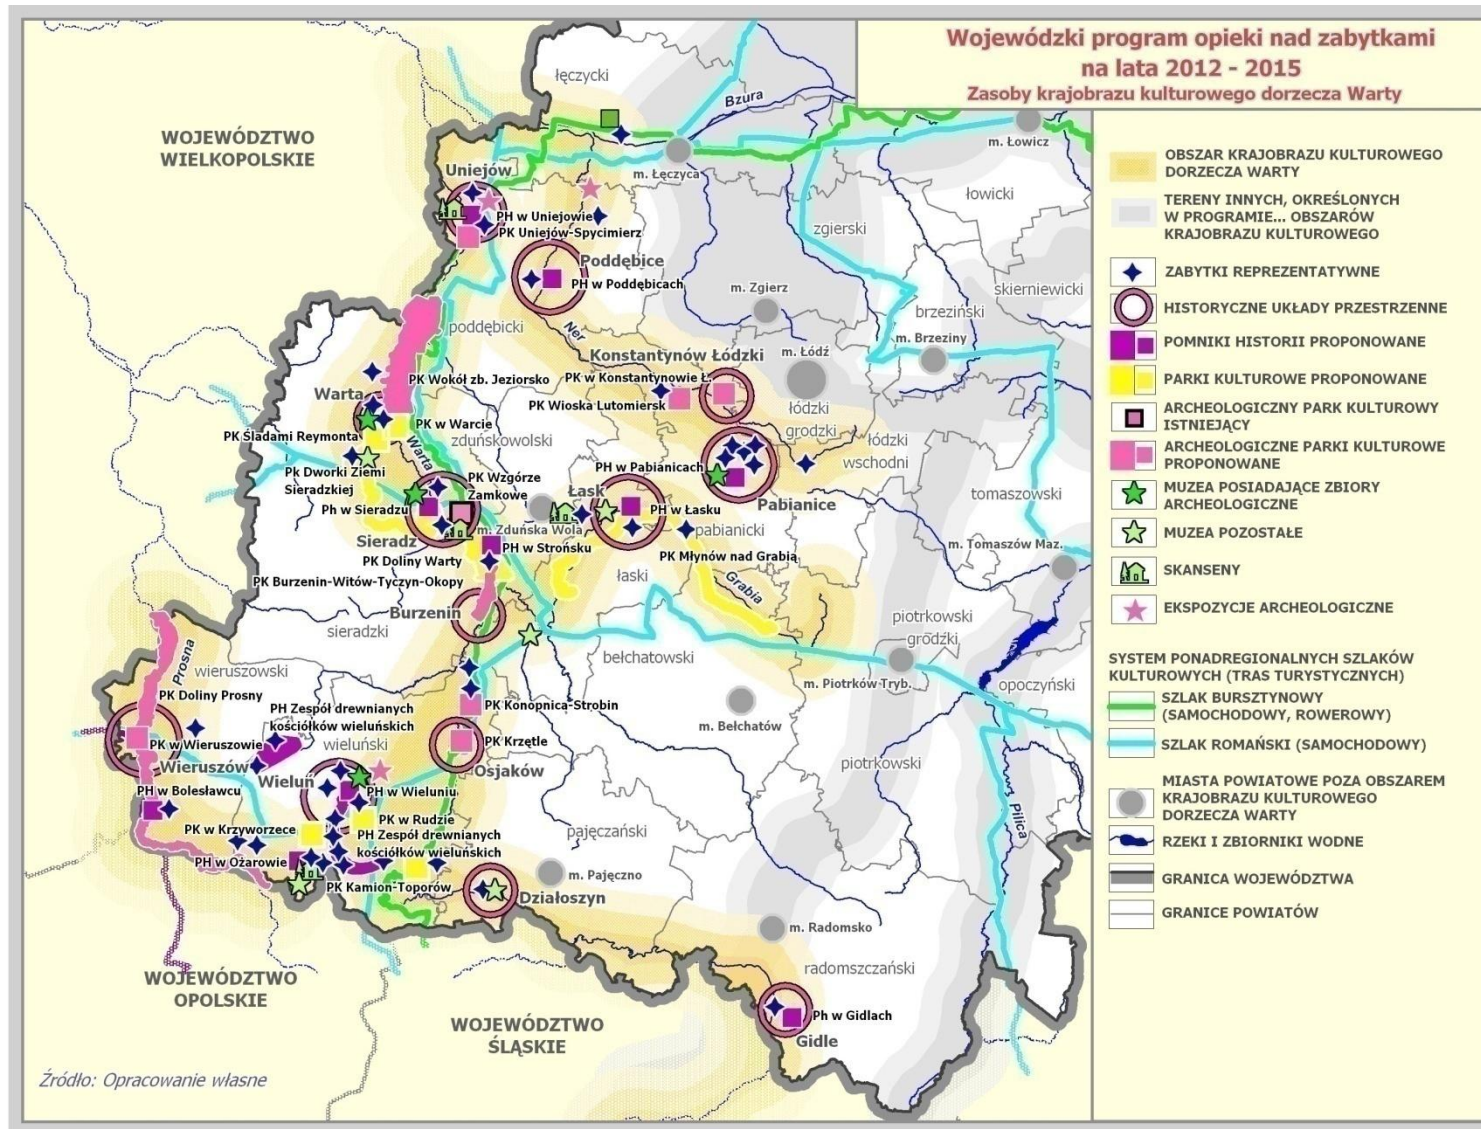 Wojewódzki program opieki nad zabytkami
na lata 2012 - 2015
Zasoby krajobrazu kulturowego dorzecza Warty
OBSZAR KRAJOBRAZU KULTUROWEGO
DORZECZA WARTY
TERENY INNYCH, OKREŚLONYCH
W PROGRAMIE... OBSZARÓW
KRAJOBRAZU KULTUROWEGO
ZABYTKI REPREZENTATYWNE
HISTORYCZNE UKŁADY PRZESTRZENNE
POMNIKI HISTORII PROPONOWANE
PARKI KULTUROWE PROPONOWANE
ARCHEOLOGICZNY PARK KULTUROWY
ISTNIEJĄCY
ARCHEOLOGICZNE PARKI KULTUROWE
PROPONOWANE
MUZEA POSIADAJĄCE ZBIORY
ARCHEOLOGICZNE
MUZEA POZOSTAŁE
SKANSENY
EKSPOZYCJE ARCHEOLOGICZNE
SYSTEM PONADREGIONALNYCH SZLAKÓW
KULTUROWYCH (TRAS TURYSTYCZNYCH)
SZLAK BURSZTYNOWY
(SAMOCHODOWY, ROWEROWY)
SZLAK ROMAŃSKI (SAMOCHODOWY)
MIASTA POWIATOWE POZA OBSZAREM
KRAJOBRAZU KULTUROWEGO
DORZECZA WARTY
RZEKI I ZBIORNIKI WODNE
GRANICA WOJEWÓDZTWA
GRANICE POWIATÓW
łęczycki
Bzura
WOJEWÓDZTWO
WIELKOPOLSKIE
m. Łowicz
Uniejów
m. Łęczyca
łowicki
PH w Uniejowie
PK Uniejów-Spycimierz
zgierski
Poddębice
PH w Poddębicach
m. Zgierz
skierniewicki
brzeziński
poddębicki
Ner
m. Brzeziny
Konstantynów Łódzki
m. Łódź
PK Wokół zb. Jeziorsko
PK w Konstantynowie Ł.
Warta
PK Wioska Lutomiersk
łódzki
grodzki
PK w Warcie
zduńskowolski
PK Śladami Reymonta
Warta
łódzki
wschodni
PH w Pabianicach
Pk Dworki Ziemi
Sieradzkiej
PK Wzgórze
Zamkowe
Łask
tomaszowski
Ph w Sieradzu
PH w Łasku
Pabianice
m. Zduńska Wola
pabianicki
Sieradz
PH w Strońsku
m. Tomaszów Maz.
PK Doliny Warty
PK Młynów nad Grabią
PK Burzenin-Witów-Tyczyn-Okopy
łaski
Grabia
Burzenin
piotrkowski
grodzki
sieradzki
bełchatowski
Prosna
wieruszowski
m. Piotrków Tryb.
opoczyński
PK Doliny Prosny
PH Zespół drewnianych
kościółków wieluńskich
PK Konopnica-Strobin
m. Bełchatów
PK w Wieruszowie
wieluński
PK Krzętle
Wieruszów
Wieluń
Osjaków
piotrkowski
PH w Bolesławcu
PH w Wieluniu
Pilica
PK w Rudzie
PK w Krzyworzece
PH Zespół drewnianych
kościółków wieluńskich
pajęczański
PH w Ożarowie
m. Pajęczno
PK Kamion-Toporów
Działoszyn
m. Radomsko
WOJEWÓDZTWO
OPOLSKIE
radomszczański
Ph w Gidlach
WOJEWÓDZTWO
ŚLĄSKIE
Gidle
Źródło: Opracowanie własne